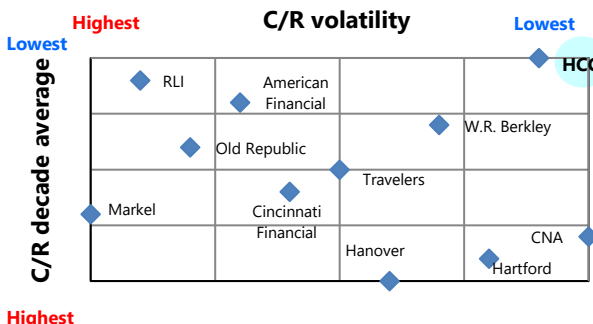 C/R volatility
Highest
Lowest
Lowest
C/R decade average
HCC
RLI
American
Financial
W.R. Berkley
Old Republic
Travelers
Markel
Cincinnati
Financial
CNA
Hanover
Hartford
Highest